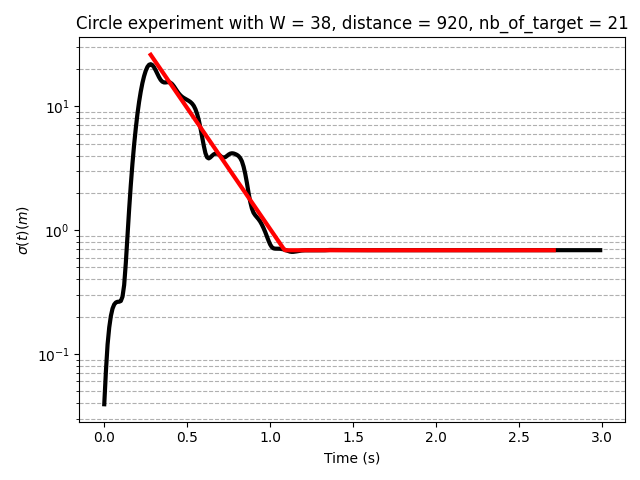 Circle experiment with W = 38, distance = 920, nb_of_target = 21
10¹
10⁰
10⁻¹
σ(t)(m)
0.0 0.5 1.0 1.5 2.0 2.5 3.0
Time (s)